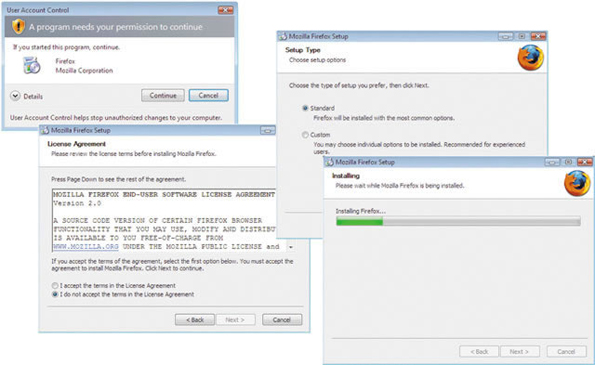 User Account Control
A program needs your permission to continue
If you started this program, continue.
Firefox
Mozilla Corporation
Details
Continue
Cancel
User Account Control helps stop unauthorized changes to your computer.
Mozilla Firefox Setup
Setup Type
Choose setup options
Choose the type of setup you prefer, then click Next.
Standard
Firefox will be installed with the most common options.
Custom
You may choose individual options to be installed. Recommended for experienced
users.
Mozilla Firefox Setup
License Agreement
Please review the license terms before installing Mozilla Firefox.
Press Page Down to see the rest of the agreement.
MOZILLA FIREFOX END-USER SOFTWARE LICENSE AGREEMENT
Version 2.0
A SOURCE CODE VERSION OF CERTAIN FIREFOX BROWSER
FUNCTIONALITY THAT YOU MAY USE, MODIFY AND DISTRIBUT
IS AVAILABLE TO YOU FREE-OF-CHARGE FROM
WWW.MOZILLA.ORG UNDER THE MOZILLA PUBLIC LICENSE and
If you accept the terms of the agreement, select the first option below. You must accept the
agreement to install Mozilla Firefox. Click Next to continue.
I accept the terms in the License Agreement
I do not accept the terms in the License Agreement
< Back
Next >
Cancel
Mozilla Firefox Setup
Installing
Please wait while Mozilla Firefox is being installed.
Installing Firefox...
< Back
Next >
Cancel